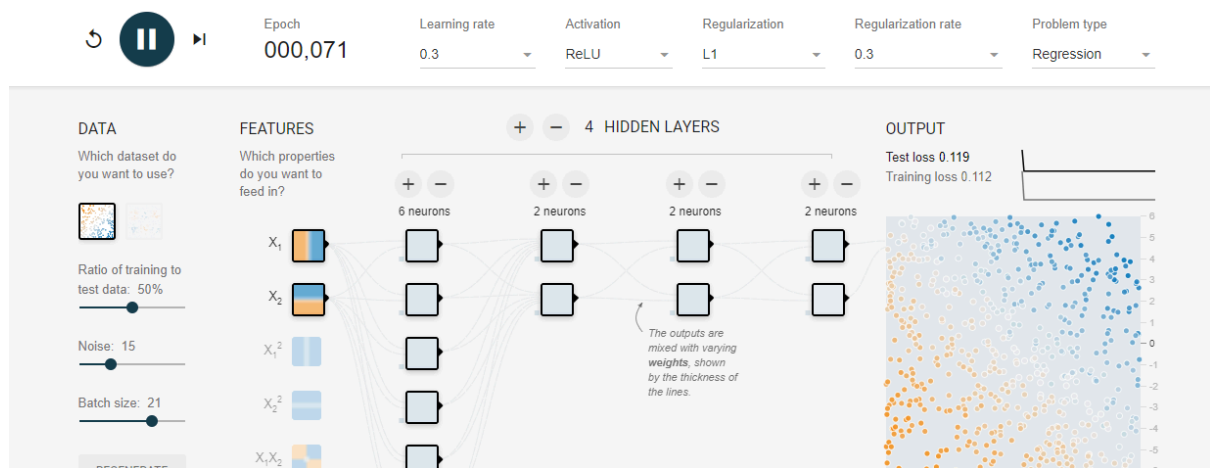 Epoch
000,071
Learning rate
0.3
Activation
ReLU
Regularization
L1
Regularization rate
0.3
Problem type
Regression
DATA
Which dataset do
you want to use?
Ratio of training to
test data: 50%
Noise: 15
Batch size: 21
REGENERATE
FEATURES
Which properties
do you want to
feed in?
X1
X2
X1²
X2²
X1X2
+ − 4 HIDDEN LAYERS
+ −
6 neurons
+ −
2 neurons
+ −
2 neurons
+ −
2 neurons
The outputs are
mixed with varying
weights, shown
by the thickness of
the lines.
OUTPUT
Test loss 0.119
Training loss 0.112
6
5
4
3
2
1
0
-1
-2
-3
-4
-5